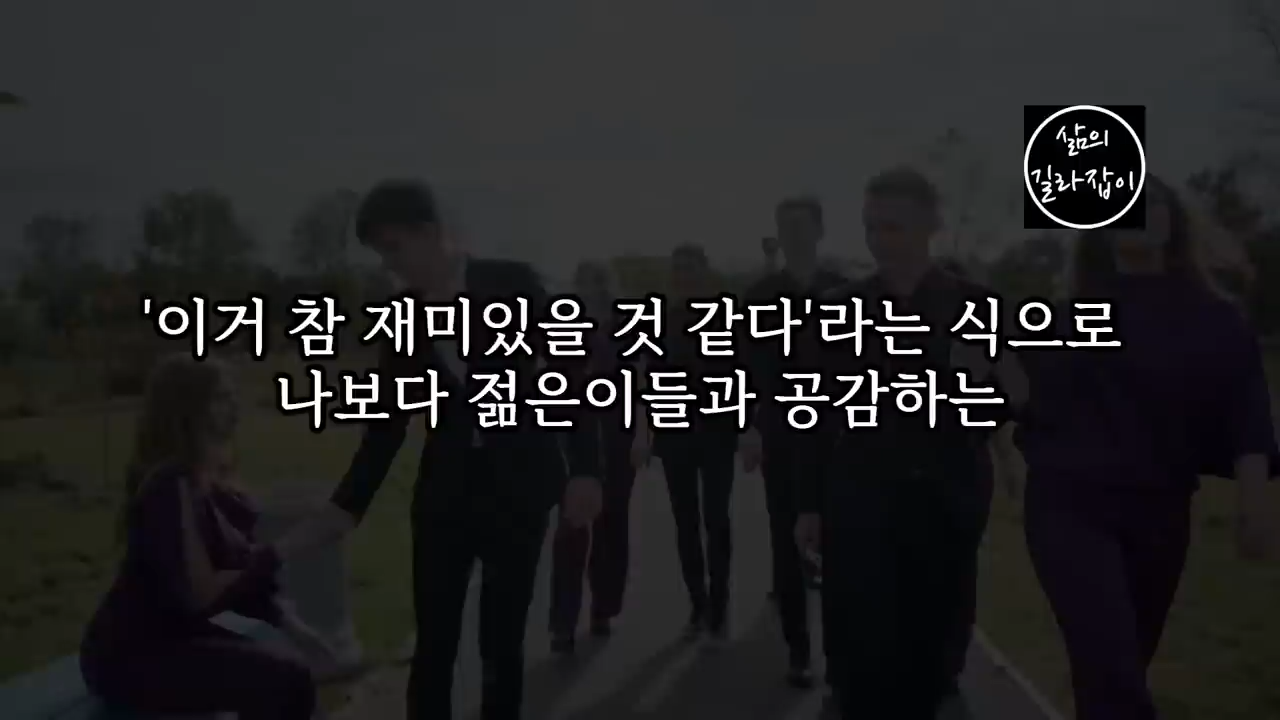 삶의
길라잡이
'이거 참 재미있을 것 같다'라는 식으로
나보다 젊은이들과 공감하는